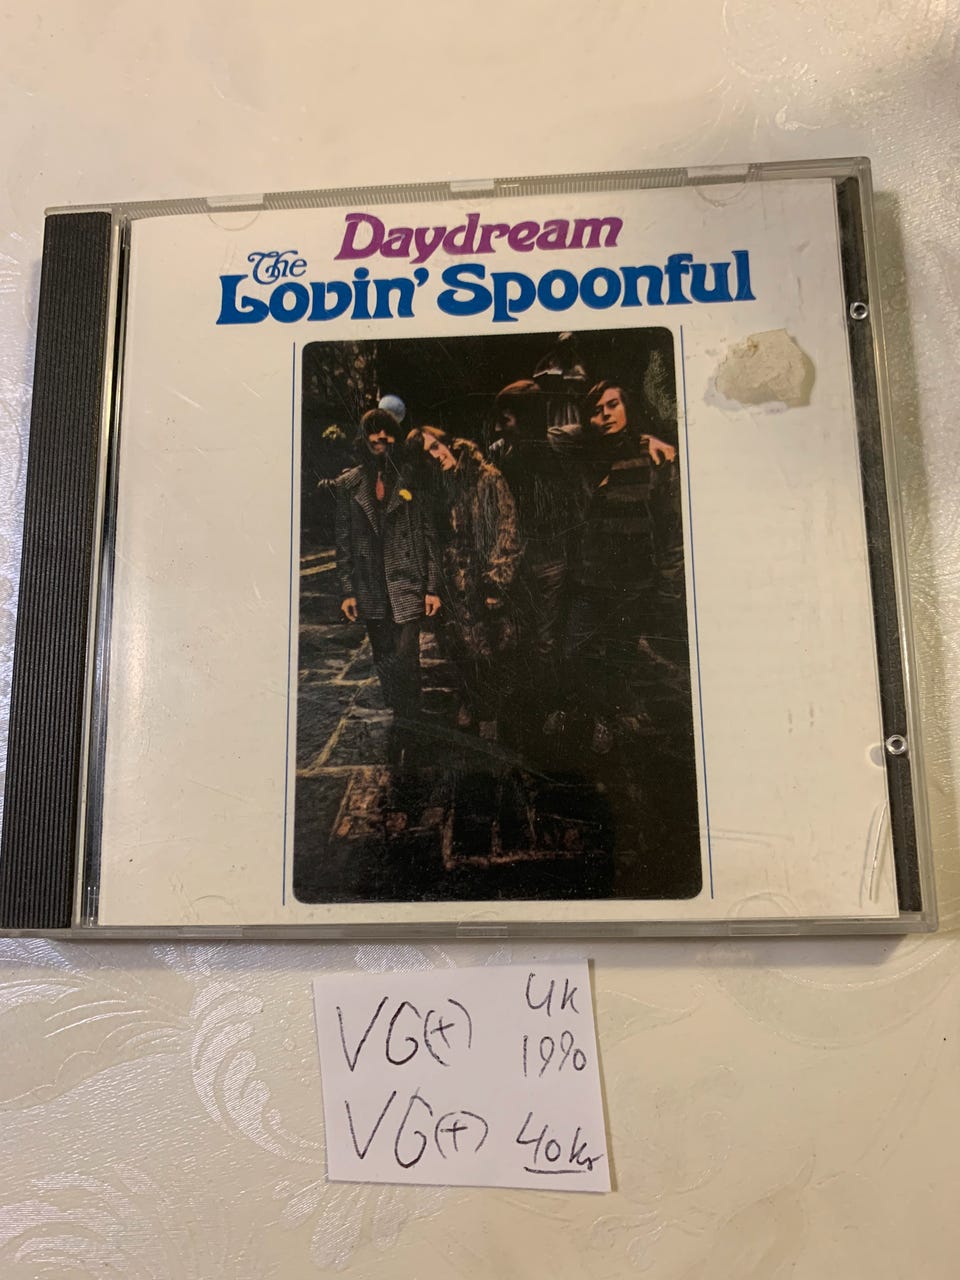 Daydream
The
Lovin' Spoonful
VG(+) UK
1990
VG(+) 40kr